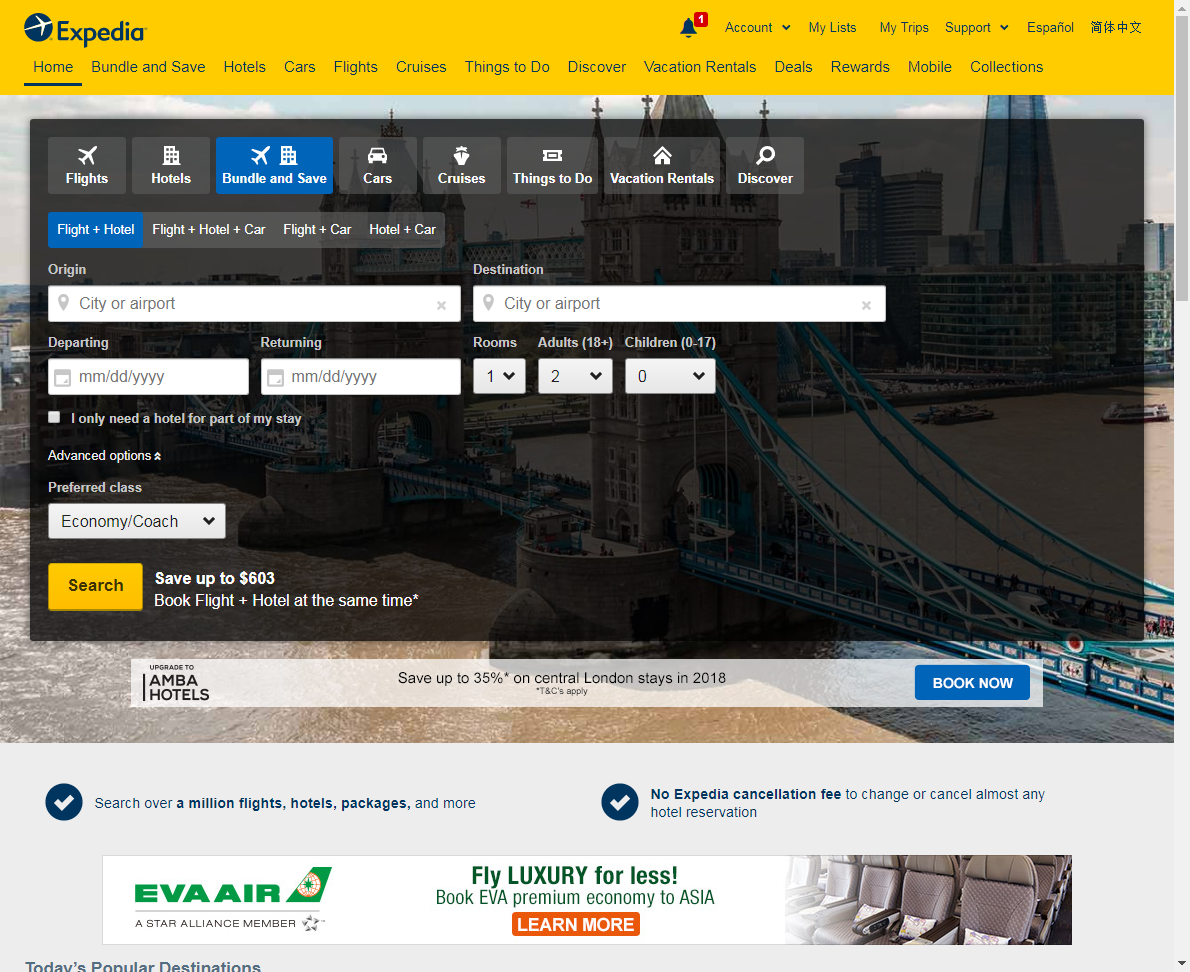 Expedia
1
Account
My Lists
My Trips
Support
Español
简体中文
Home
Bundle and Save
Hotels
Cars
Flights
Cruises
Things to Do
Discover
Vacation Rentals
Deals
Rewards
Mobile
Collections
Flights
Hotels
Bundle and Save
Cars
Cruises
Things to Do
Vacation Rentals
Discover
Flight + Hotel
Flight + Hotel + Car
Flight + Car
Hotel + Car
Origin
Destination
City or airport
City or airport
Departing
Returning
Rooms
Adults (18+)
Children (0-17)
mm/dd/yyyy
mm/dd/yyyy
1
2
0
I only need a hotel for part of my stay
Advanced options
Preferred class
Economy/Coach
Search
Save up to $603
Book Flight + Hotel at the same time*
UPGRADE TO
AMBA
HOTELS
Save up to 35%* on central London stays in 2018
*T&C's apply
BOOK NOW
Search over a million flights, hotels, packages, and more
No Expedia cancellation fee to change or cancel almost any
hotel reservation
EVA AIR
A STAR ALLIANCE MEMBER
Fly LUXURY for less!
Book EVA premium economy to ASIA
LEARN MORE
Today's Popular Destinations